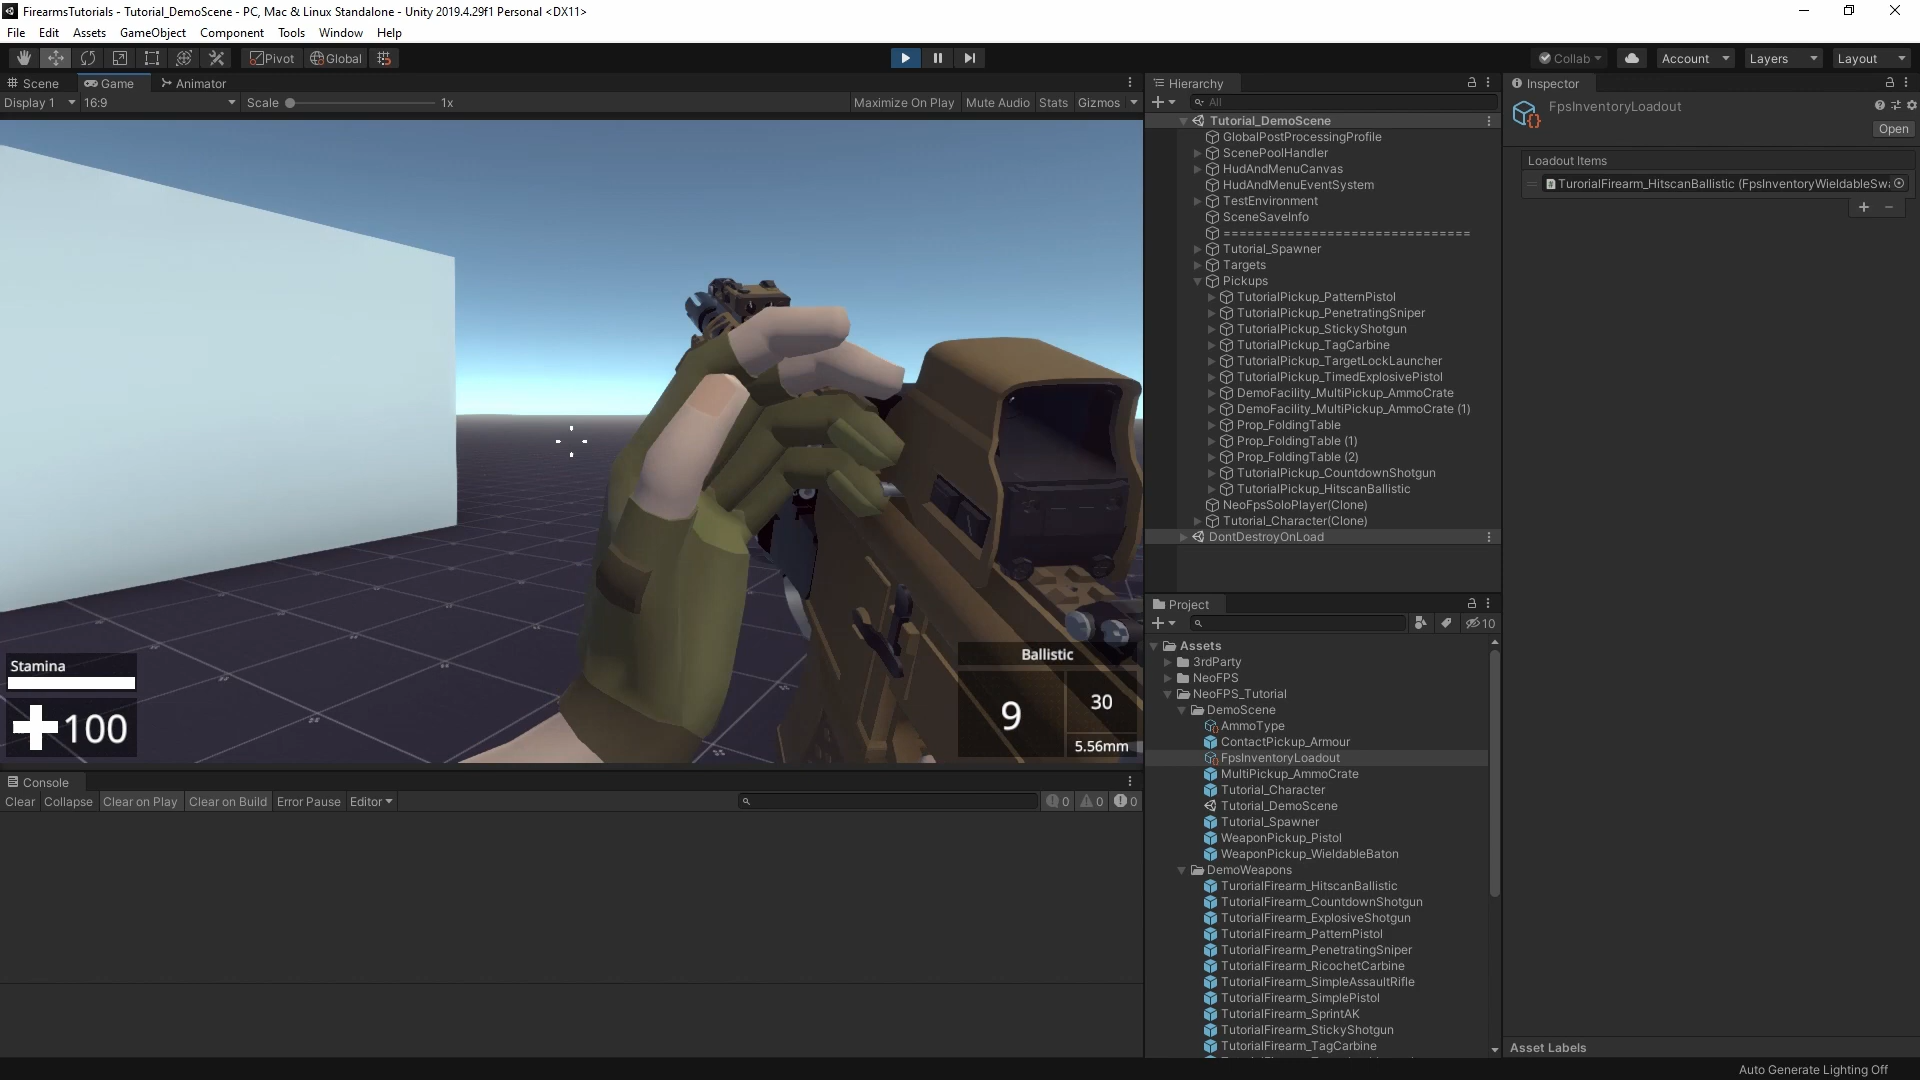 FirearmsTutorials - Tutorial_DemoScene - PC, Mac & Linux Standalone - Unity 2019.4.29f1 Personal <DX11>
File Edit Assets GameObject Component Tools Window Help
Pivot Global Collab Account Layers Layout
Scene Game Animator
Display 1 16:9 Scale 1x Maximize On Play Mute Audio Stats Gizmos
Stamina
100
Ballistic
9
30
5.56mm
Console
Clear Collapse Clear on Play Clear on Build Error Pause Editor 0 0 0
Hierarchy
All
Tutorial_DemoScene
GlobalPostProcessingProfile
ScenePoolHandler
HudAndMenuCanvas
HudAndMenuEventSystem
TestEnvironment
SceneSaveInfo
===============================
Tutorial_Spawner
Targets
Pickups
TutorialPickup_PatternPistol
TutorialPickup_PenetratingSniper
TutorialPickup_StickyShotgun
TutorialPickup_TagCarbine
TutorialPickup_TargetLockLauncher
TutorialPickup_TimedExplosivePistol
DemoFacility_MultiPickup_AmmoCrate
DemoFacility_MultiPickup_AmmoCrate (1)
Prop_FoldingTable
Prop_FoldingTable (1)
Prop_FoldingTable (2)
TutorialPickup_CountdownShotgun
TutorialPickup_HitscanBallistic
NeoFpsSoloPlayer(Clone)
Tutorial_Character(Clone)
DontDestroyOnLoad
Project
10
Assets
3rdParty
NeoFPS
NeoFPS_Tutorial
DemoScene
AmmoType
ContactPickup_Armour
FpsInventoryLoadout
MultiPickup_AmmoCrate
Tutorial_Character
Tutorial_DemoScene
Tutorial_Spawner
WeaponPickup_Pistol
WeaponPickup_WieldableBaton
DemoWeapons
TurorialFirearm_HitscanBallistic
TutorialFirearm_CountdownShotgun
TutorialFirearm_ExplosiveShotgun
TutorialFirearm_PatternPistol
TutorialFirearm_PenetratingSniper
TutorialFirearm_RicochetCarbine
TutorialFirearm_SimpleAssaultRifle
TutorialFirearm_SimplePistol
TutorialFirearm_SprintAK
TutorialFirearm_StickyShotgun
TutorialFirearm_TagCarbine
Inspector
FpsInventoryLoadout
Open
Loadout Items
TurorialFirearm_HitscanBallistic (FpsInventoryWieldableSwa
Asset Labels
Auto Generate Lighting Off